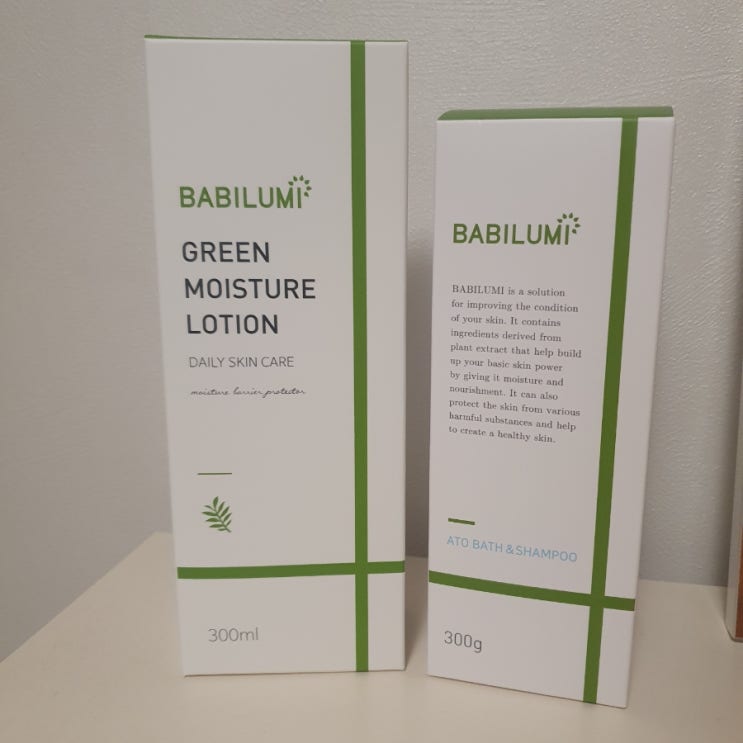 BABILUMI
GREEN
MOISTURE
LOTION
DAILY SKIN CARE
moisture barrier protector
300ml
BABILUMI
BABILUMI is a solution
for improving the condition
of your skin. It contains
ingredients derived from
plant extract that help build
up your basic skin power
by giving it moisture and
nourishment. It can also
protect the skin from various
harmful substances and help
to create a healthy skin.
ATO BATH & SHAMPOO
300g